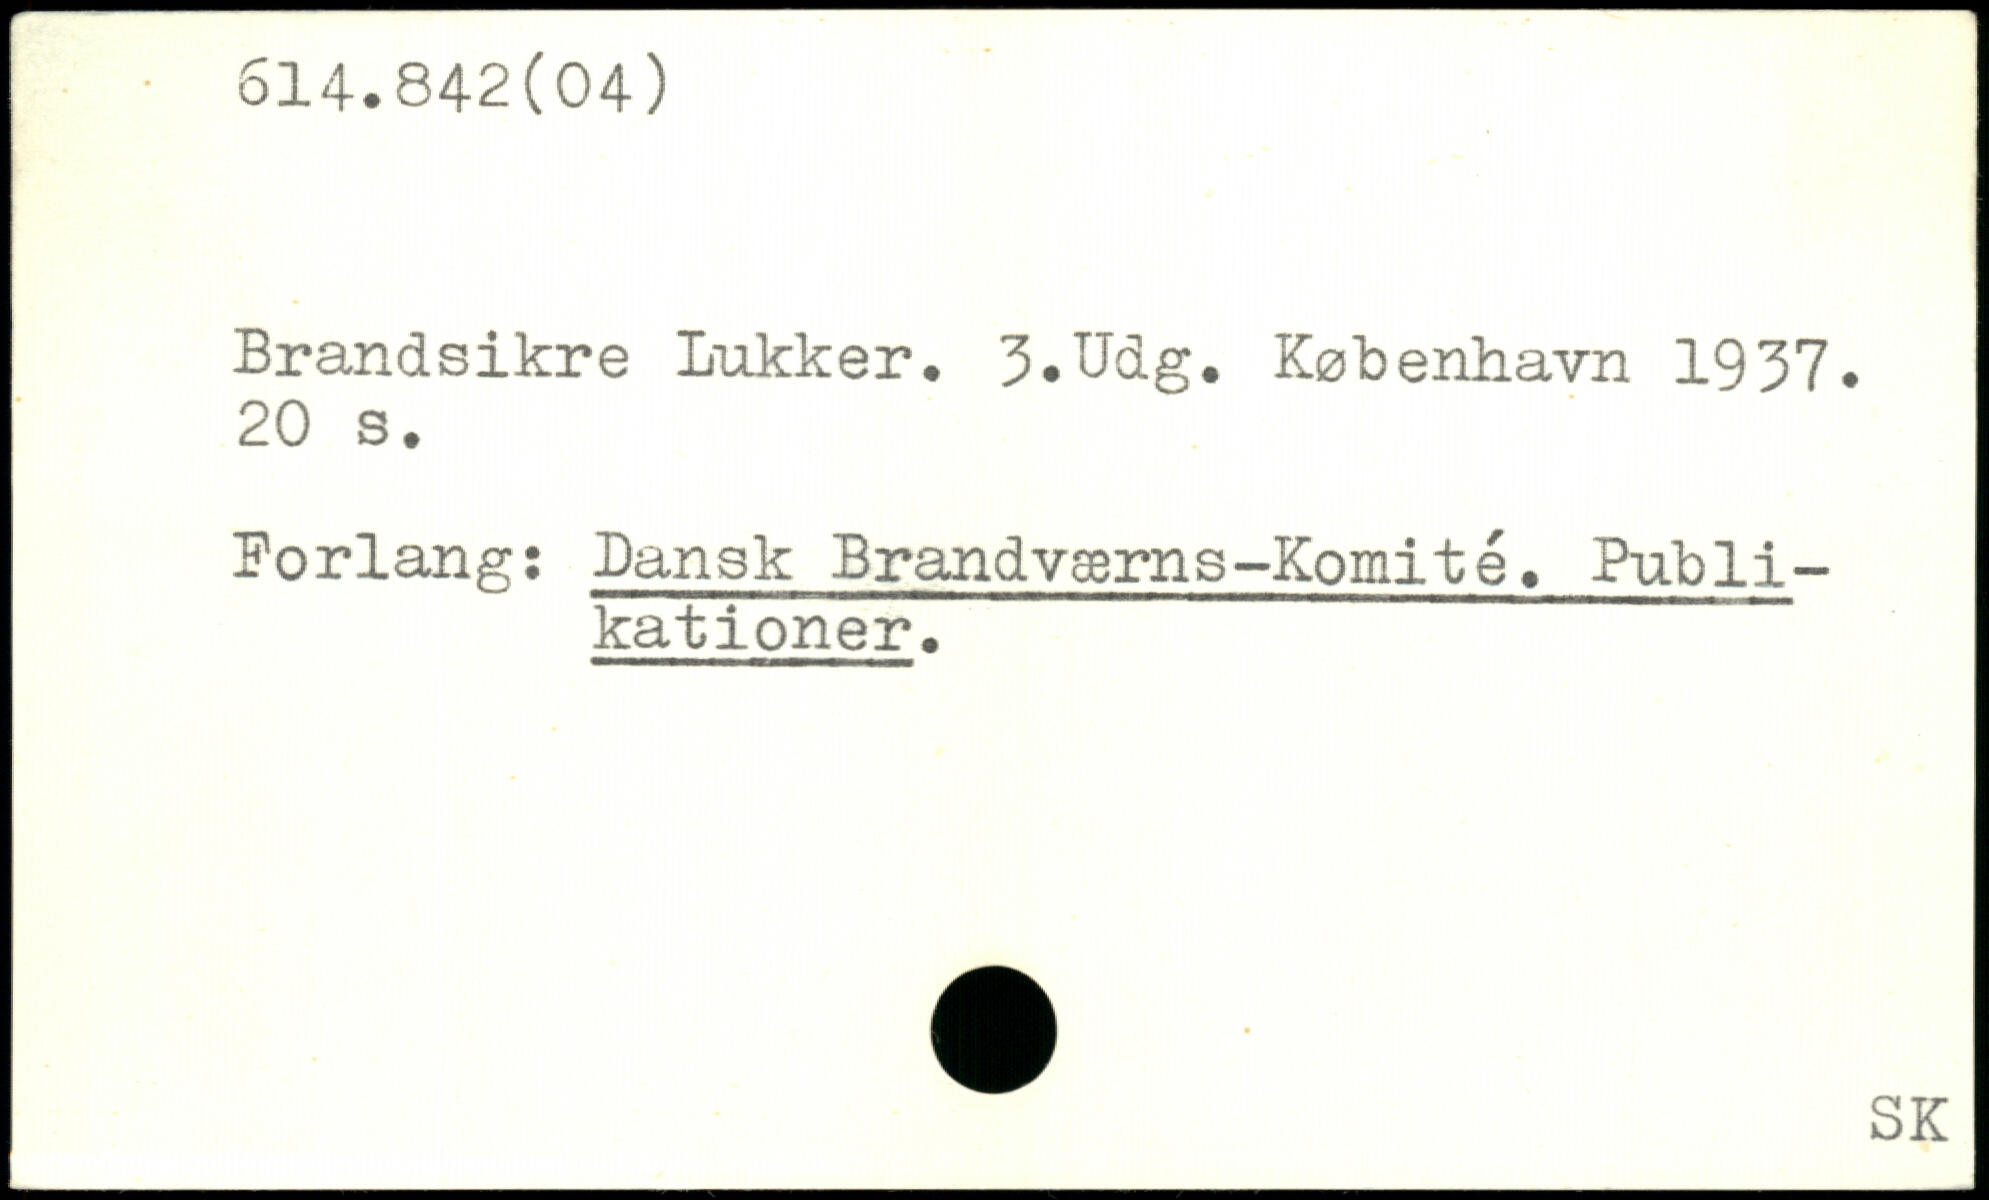 614.842(04)
Brandsikre Lukker. 3.Udg. København 1937.
20 s.
Forlang: Dansk Brandværns-Komité. Publi-
kationer.
SK